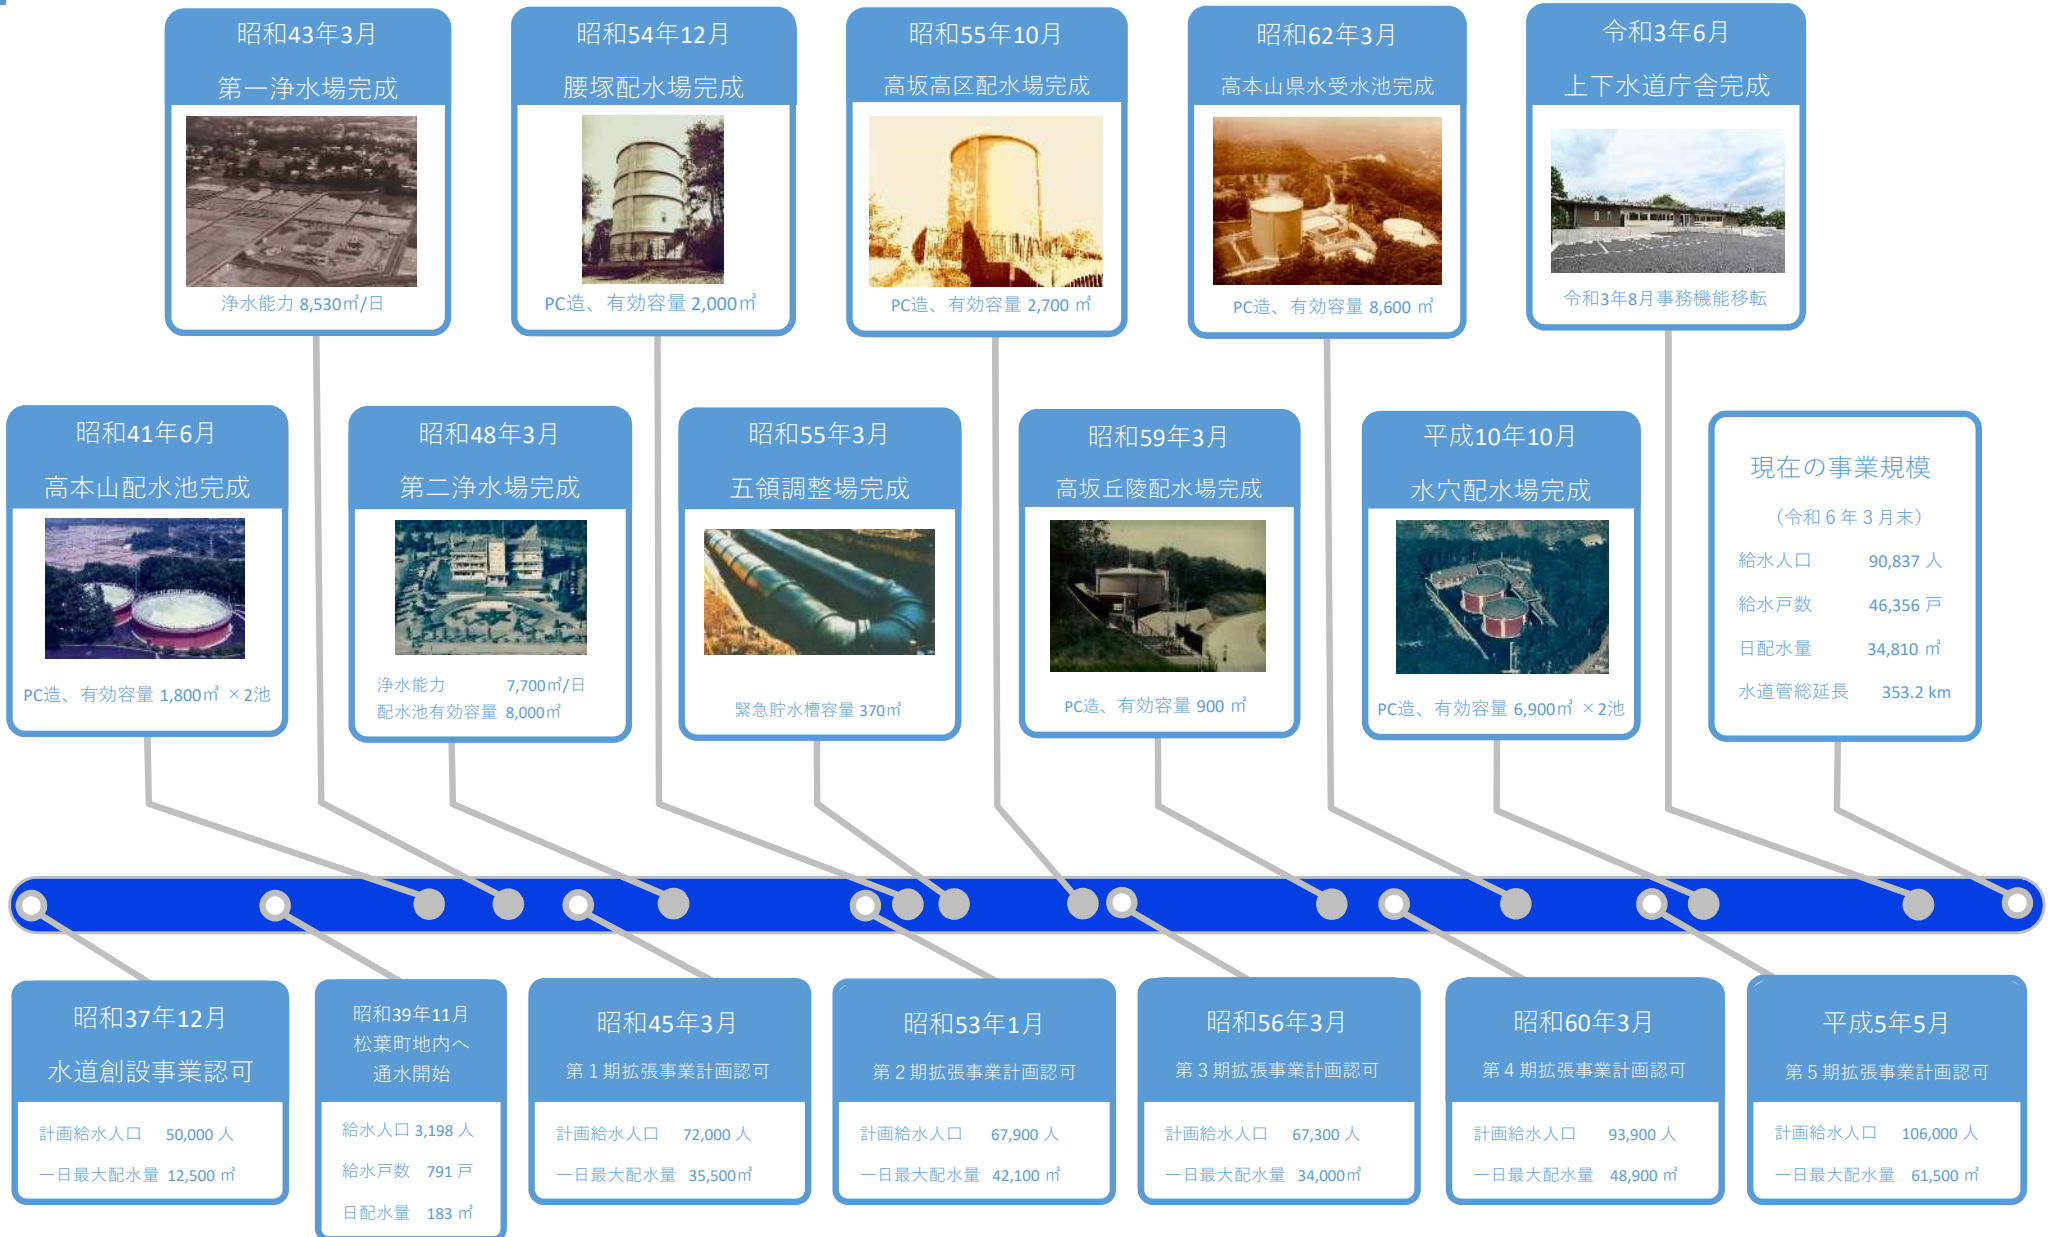 昭和43年3月
第一浄水場完成
浄水能力 8,530㎥/日
昭和54年12月
腰塚配水場完成
PC造、有効容量 2,000㎥
昭和55年10月
高坂高区配水場完成
PC造、有効容量 2,700 ㎥
昭和62年3月
高本山県水受水池完成
PC造、有効容量 8,600 ㎥
令和3年6月
上下水道庁舎完成
令和3年8月事務機能移転
昭和41年6月
高本山配水池完成
PC造、有効容量 1,800㎥ ×2池
昭和48年3月
第二浄水場完成
浄水能力 7,700㎥/日
配水池有効容量 8,000㎥
昭和55年3月
五領調整場完成
緊急貯水槽容量 370㎥
昭和59年3月
高坂丘陵配水場完成
PC造、有効容量 900 ㎥
平成10年10月
水穴配水場完成
PC造、有効容量 6,900㎥ ×2池
現在の事業規模
（令和６年３月末）
給水人口 90,837 人
給水戸数 46,356 戸
日配水量 34,810 ㎥
水道管総延長 353.2 km
昭和37年12月
水道創設事業認可
計画給水人口 50,000 人
一日最大配水量 12,500 ㎥
昭和39年11月
松葉町地内へ
通水開始
給水人口 3,198 人
給水戸数 791 戸
日配水量 183 ㎥
昭和45年3月
第１期拡張事業計画認可
計画給水人口 72,000 人
一日最大配水量 35,500㎥
昭和53年1月
第２期拡張事業計画認可
計画給水人口 67,900 人
一日最大配水量 42,100 ㎥
昭和56年3月
第３期拡張事業計画認可
計画給水人口 67,300 人
一日最大配水量 34,000㎥
昭和60年3月
第４期拡張事業計画認可
計画給水人口 93,900 人
一日最大配水量 48,900 ㎥
平成5年5月
第５期拡張事業計画認可
計画給水人口 106,000 人
一日最大配水量 61,500 ㎥